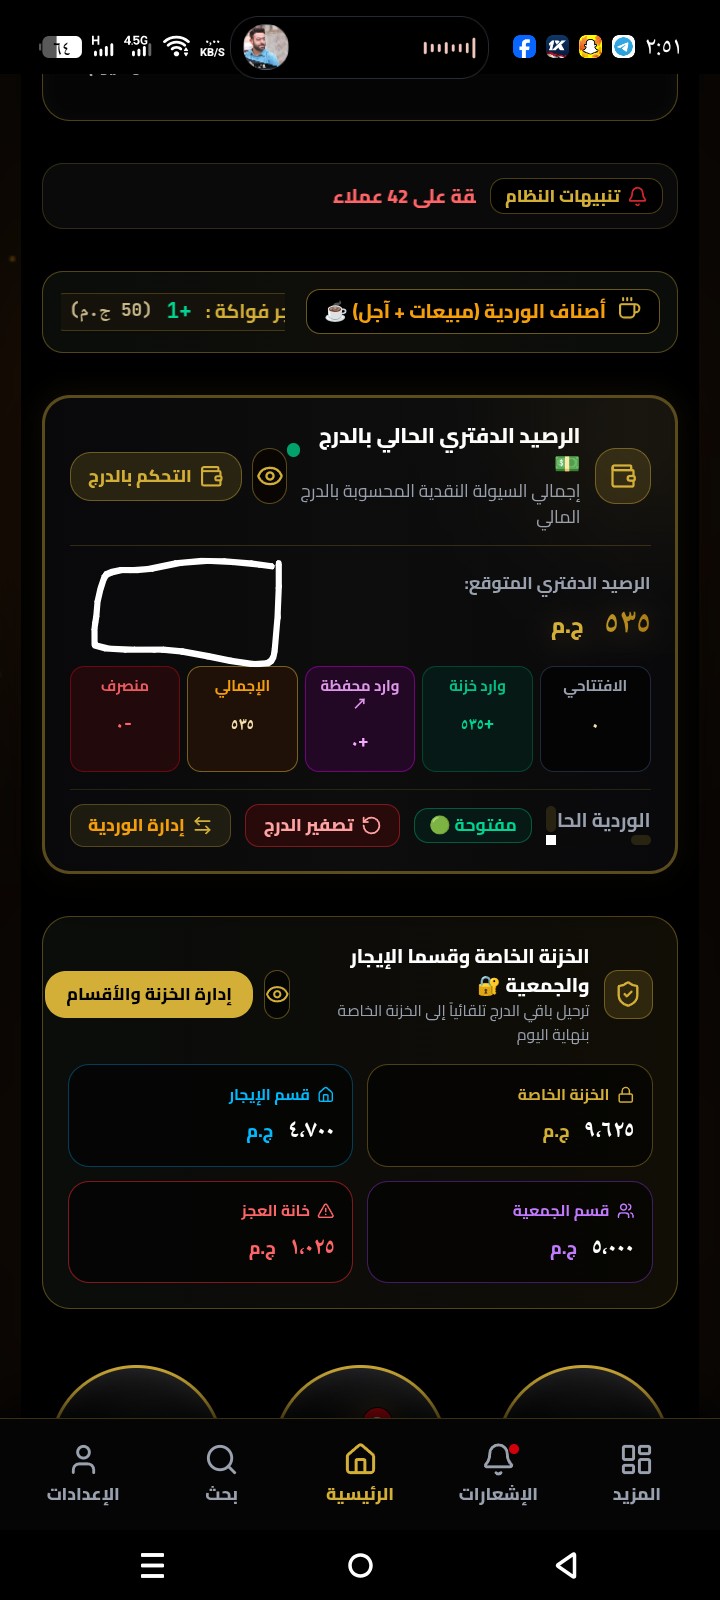 ٢:٥١
KB/S
4.5G
H
٦٤
تنبيهات النظام
قة على 42 عملاء
أصناف الوردية (مبيعات + آجل) ☕
جر فواكة : +1 (50 ج.م)
الرصيد الدفتري الحالي بالدرج 💵
إجمالي السيولة النقدية المحسوبة بالدرج
المالي
التحكم بالدرج
الرصيد الدفتري المتوقع:
٥٣٥ ج.م
الافتتاحي
٠
وارد خزنة
+٥٣٥
وارد محفظة ↗
+٠
الإجمالي
٥٣٥
منصرف
-٠
الوردية الحا
مفتوحة 🟢
تصفير الدرج
إدارة الوردية
الخزنة الخاصة وقسما الإيجار
والجمعية 🔐
ترحيل باقي الدرج تلقائياً إلى الخزنة الخاصة
بنهاية اليوم
إدارة الخزنة والأقسام
الخزنة الخاصة
٩,٦٢٥ ج.م
قسم الإيجار
٤,٧٠٠ ج.م
قسم الجمعية
٥,٠٠٠ ج.م
خانة العجز
١,٠٢٥ ج.م
المزيد
الإشعارات
الرئيسية
بحث
الإعدادات